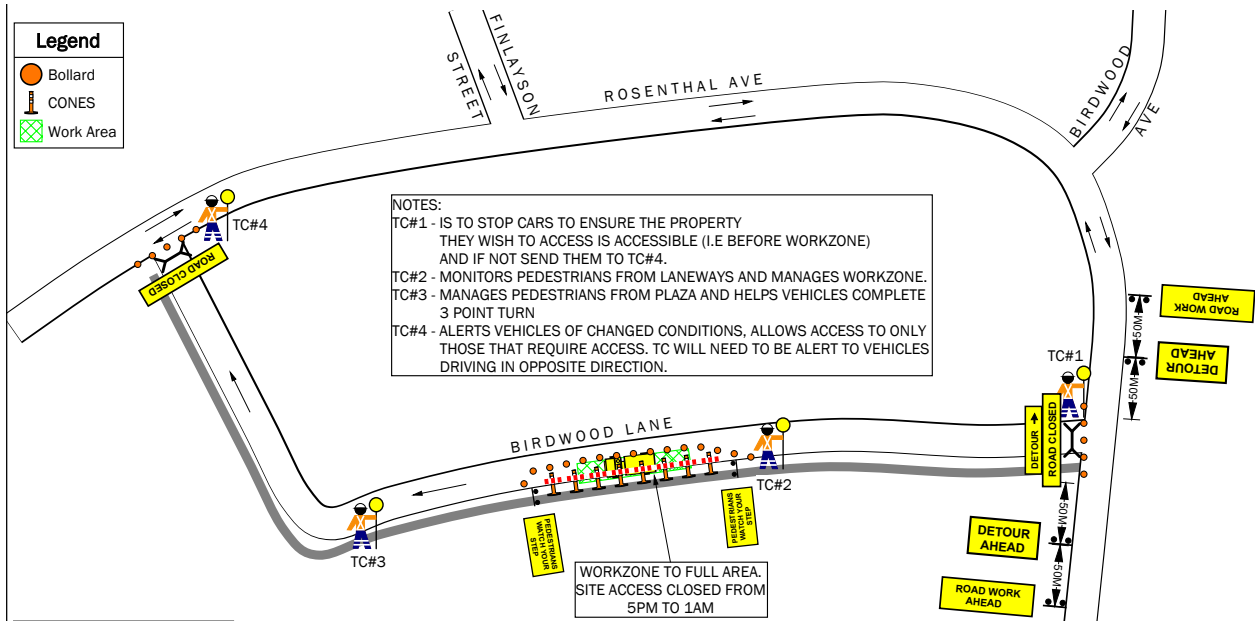 Legend
Bollard
CONES
Work Area
FINLAYSON
STREET
ROSENTHAL AVE
BIRDWOOD
AVE
TC#4
ROAD CLOSED
NOTES:
TC#1 - IS TO STOP CARS TO ENSURE THE PROPERTY
THEY WISH TO ACCESS IS ACCESSIBLE (I.E BEFORE WORKZONE)
AND IF NOT SEND THEM TO TC#4.
TC#2 - MONITORS PEDESTRIANS FROM LANEWAYS AND MANAGES WORKZONE.
TC#3 - MANAGES PEDESTRIANS FROM PLAZA AND HELPS VEHICLES COMPLETE
3 POINT TURN
TC#4 - ALERTS VEHICLES OF CHANGED CONDITIONS, ALLOWS ACCESS TO ONLY
THOSE THAT REQUIRE ACCESS. TC WILL NEED TO BE ALERT TO VEHICLES
DRIVING IN OPPOSITE DIRECTION.
ROAD WORK
AHEAD
50M
DETOUR
AHEAD
50M
TC#1
DETOUR →
ROAD CLOSED
BIRDWOOD LANE
TC#2
TC#3
PEDESTRIANS
WATCH YOUR
STEP
PEDESTRIANS
WATCH YOUR
STEP
50M
DETOUR
AHEAD
50M
ROAD WORK
AHEAD
WORKZONE TO FULL AREA.
SITE ACCESS CLOSED FROM
5PM TO 1AM